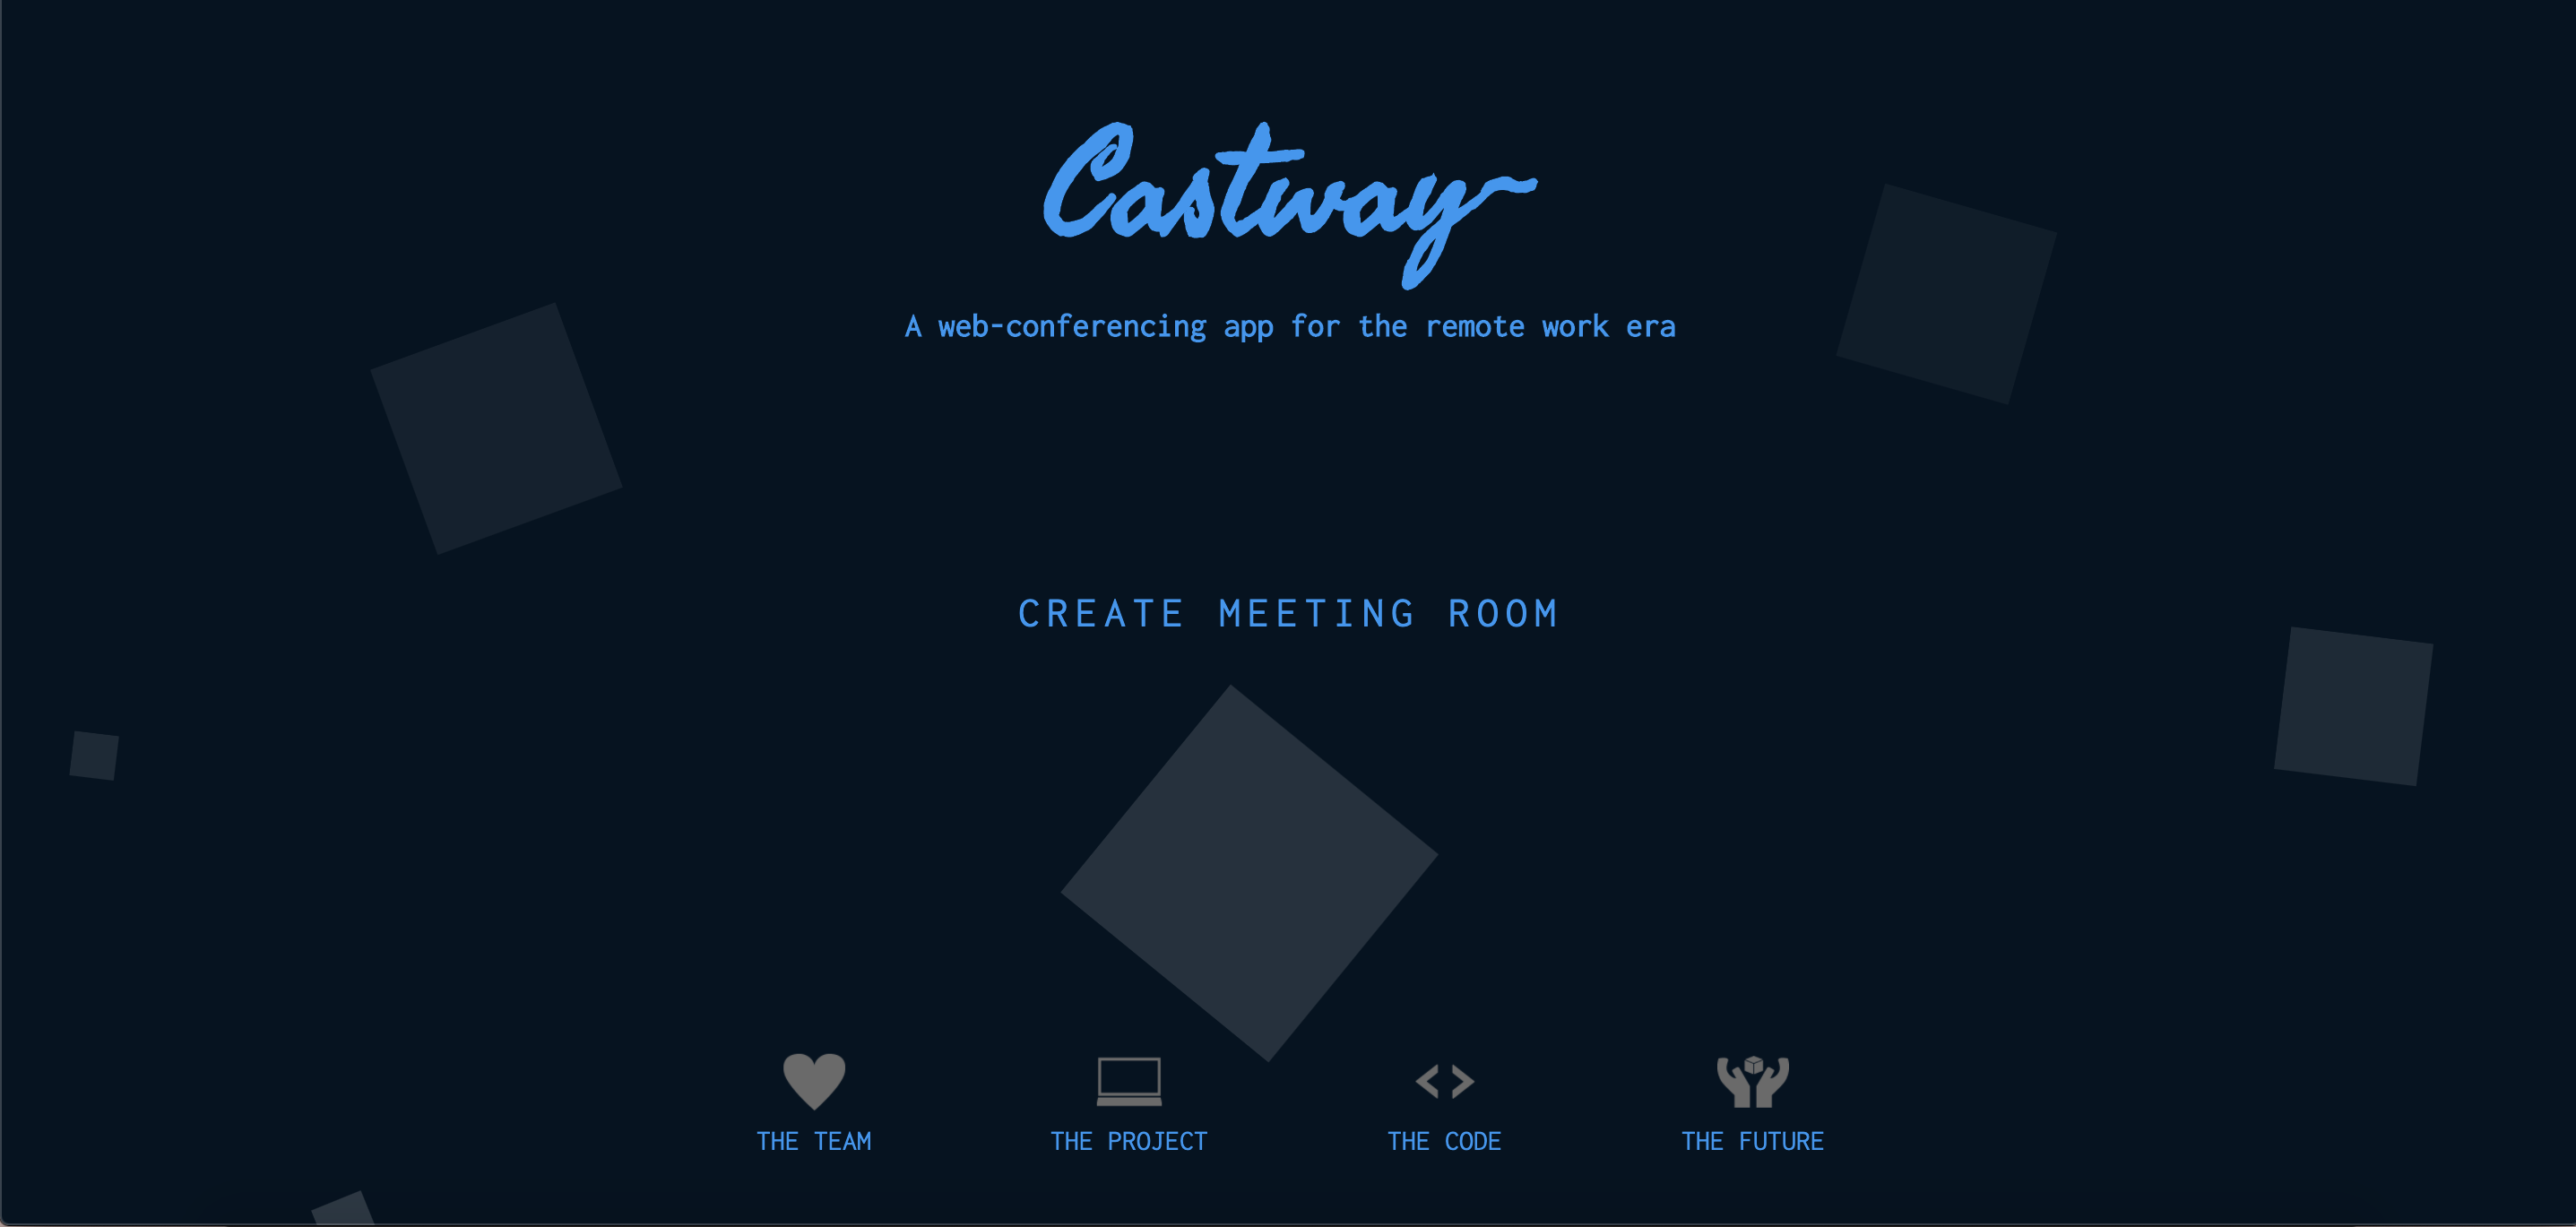 Castway
A web-conferencing app for the remote work era
CREATE MEETING ROOM
THE TEAM
THE PROJECT
THE CODE
THE FUTURE